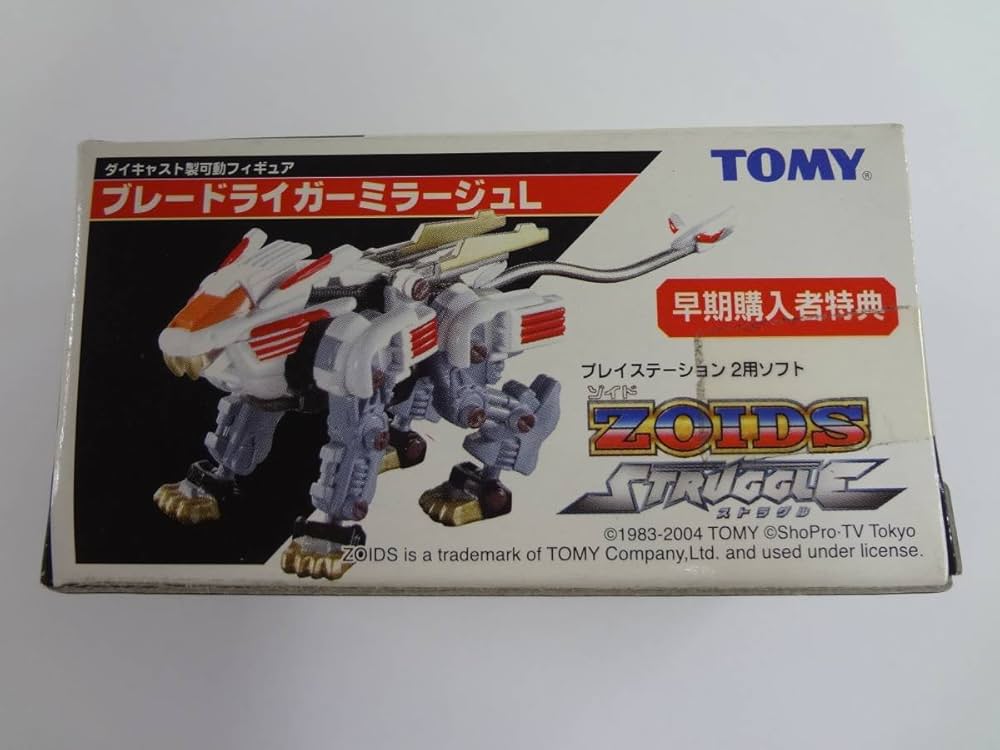 ダイキャスト製可動フィギュア
ブレードライガーミラージュL
TOMY®
早期購入者特典
プレイステーション 2用ソフト
ゾイド
ZOIDS
STRUGGLE
ストラグル
©1983-2004 TOMY ©ShoPro·TV Tokyo
ZOIDS is a trademark of TOMY Company,Ltd. and used under license.